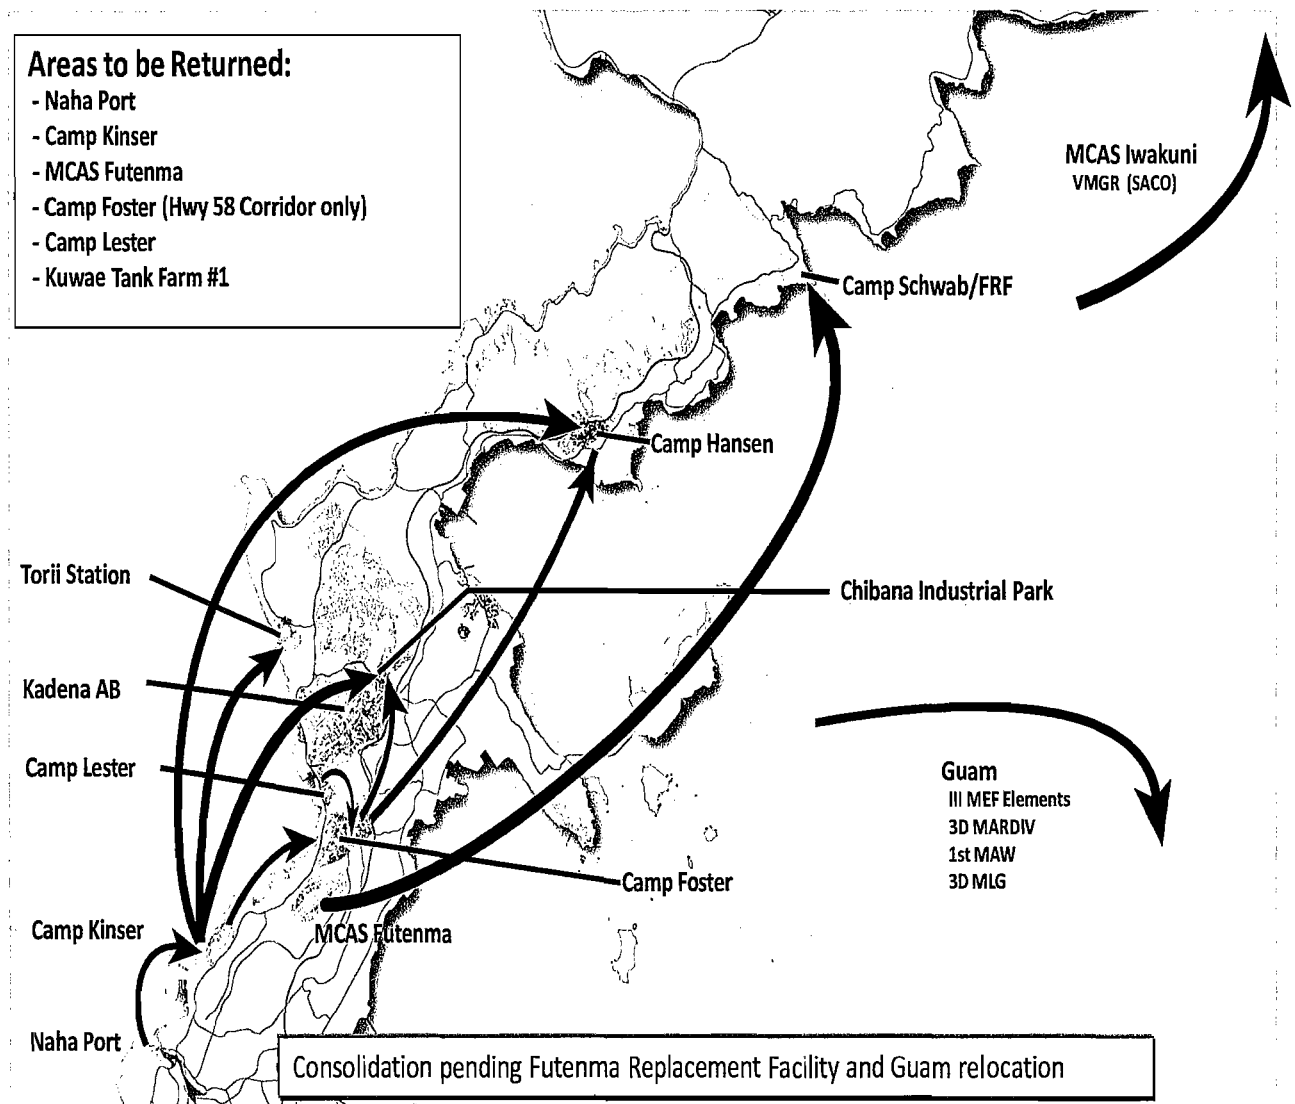 Areas to be Returned:
- Naha Port
- Camp Kinser
- MCAS Futenma
- Camp Foster (Hwy 58 Corridor only)
- Camp Lester
- Kuwae Tank Farm #1
MCAS Iwakuni
VMGR (SACO)
Camp Schwab/FRF
Camp Hansen
Torii Station
Chibana Industrial Park
Kadena AB
Camp Lester
Guam
III MEF Elements
3D MARDIV
1st MAW
3D MLG
Camp Foster
Camp Kinser
MCAS Futenma
Naha Port
Consolidation pending Futenma Replacement Facility and Guam relocation